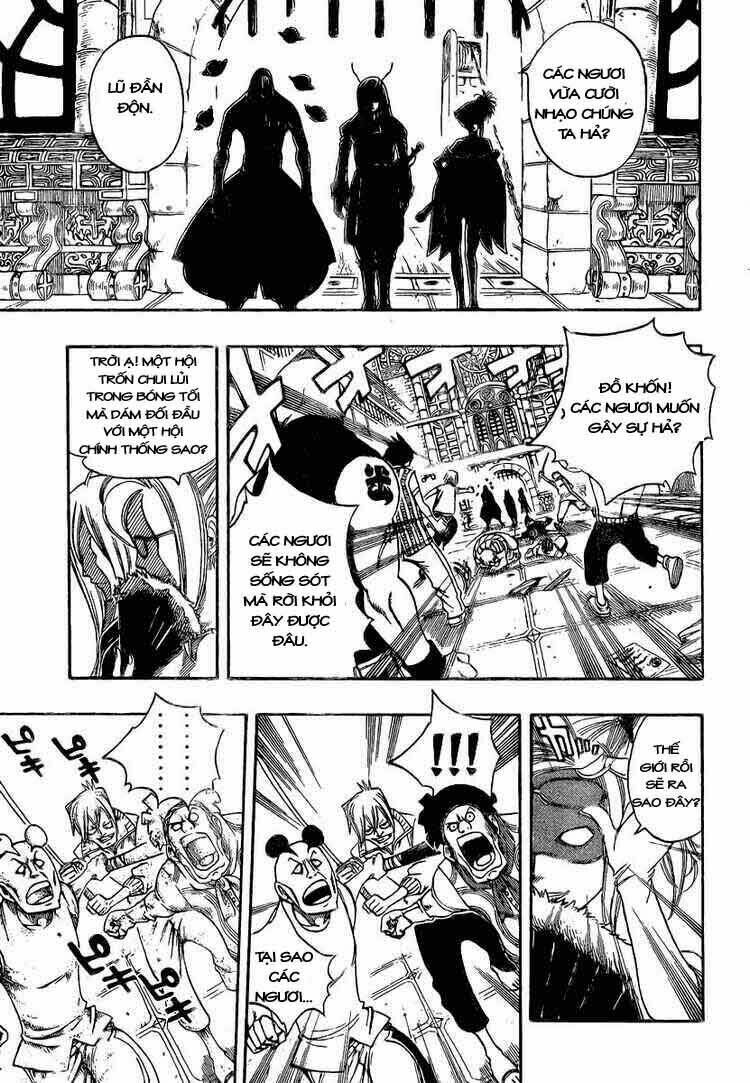 CÁC NGƯƠI
VỪA CƯỜI
NHẠO CHÚNG
TA HẢ?
LŨ ĐẦN
ĐỘN.
ĐỒ KHỐN!
CÁC NGƯƠI MUỐN
GÂY SỰ HẢ?
CÁC NGƯƠI
SẼ KHÔNG
SỐNG SÓT
MÀ RỜI KHỎI
ĐÂY ĐƯỢC
ĐÂU.
TRỜI Ạ! MỘT HỘI
TRỐN CHUI LỦI
TRONG BÓNG TỐI
MÀ DÁM ĐỐI ĐẦU
VỚI MỘT HỘI
CHÍNH THỐNG SAO?
THẾ
GIỚI RỒI
SẼ RA
SAO ĐÂY?
!!!
TẠI SAO
CÁC
NGƯƠI...